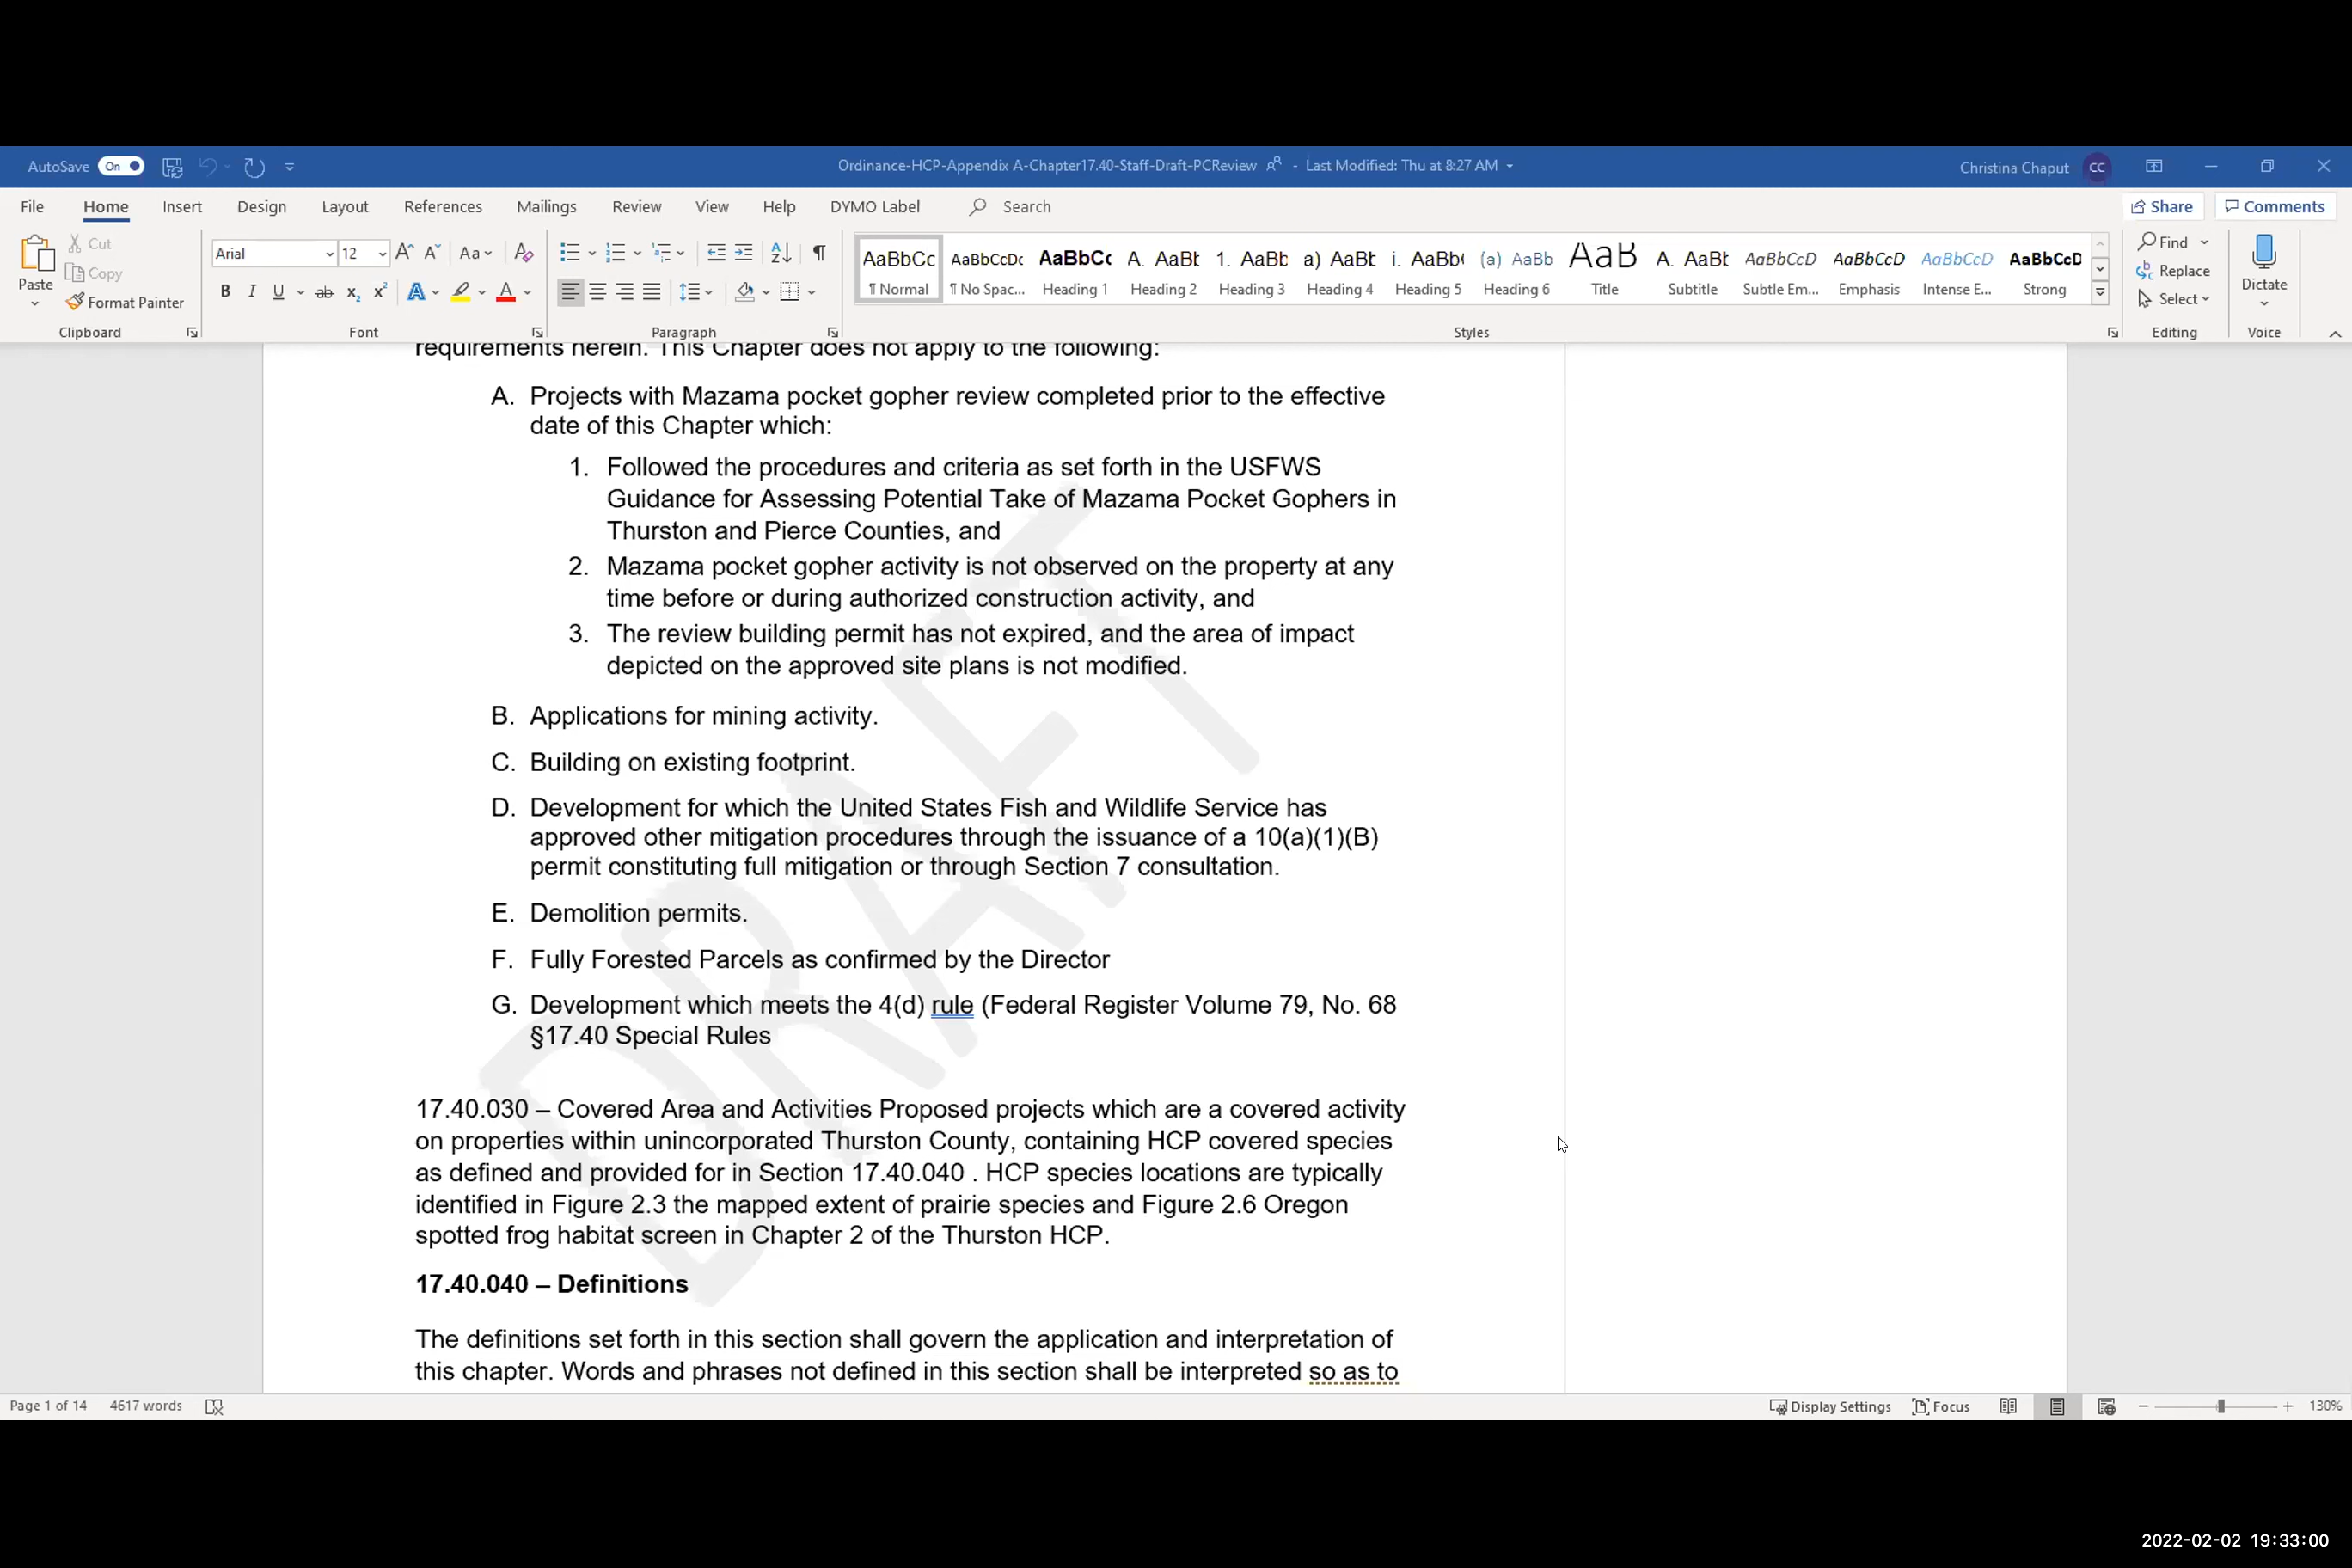 AutoSave On Ordinance-HCP-Appendix A-Chapter17.40-Staff-Draft-PCReview - Last Modified: Thu at 8:27 AM Christina Chaput CC
File Home Insert Design Layout References Mailings Review View Help DYMO Label Search Share Comments
Paste Cut Copy Format Painter
Clipboard
Arial 12
Font
Paragraph
AaBbCc AaBbCcDc AaBbCc A. AaBt 1. AaBb a) AaBt i. AaBb (a) AaBb AaB A. AaBt AaBbCcD AaBbCcD AaBbCcD AaBbCcD
¶ Normal ¶ No Spac... Heading 1 Heading 2 Heading 3 Heading 4 Heading 5 Heading 6 Title Subtitle Subtle Em... Emphasis Intense E... Strong
Styles
Find
Replace
Select
Editing
Dictate
Voice
requirements herein. This Chapter does not apply to the following:
A. Projects with Mazama pocket gopher review completed prior to the effective
date of this Chapter which:
1. Followed the procedures and criteria as set forth in the USFWS
Guidance for Assessing Potential Take of Mazama Pocket Gophers in
Thurston and Pierce Counties, and
2. Mazama pocket gopher activity is not observed on the property at any
time before or during authorized construction activity, and
3. The review building permit has not expired, and the area of impact
depicted on the approved site plans is not modified.
B. Applications for mining activity.
C. Building on existing footprint.
D. Development for which the United States Fish and Wildlife Service has
approved other mitigation procedures through the issuance of a 10(a)(1)(B)
permit constituting full mitigation or through Section 7 consultation.
E. Demolition permits.
F. Fully Forested Parcels as confirmed by the Director
G. Development which meets the 4(d) rule (Federal Register Volume 79, No. 68
§17.40 Special Rules
17.40.030 – Covered Area and Activities Proposed projects which are a covered activity
on properties within unincorporated Thurston County, containing HCP covered species
as defined and provided for in Section 17.40.040 . HCP species locations are typically
identified in Figure 2.3 the mapped extent of prairie species and Figure 2.6 Oregon
spotted frog habitat screen in Chapter 2 of the Thurston HCP.
17.40.040 – Definitions
The definitions set forth in this section shall govern the application and interpretation of
this chapter. Words and phrases not defined in this section shall be interpreted so as to
DRAFT
Page 1 of 14 4617 words Display Settings Focus 130%
2022-02-02 19:33:00